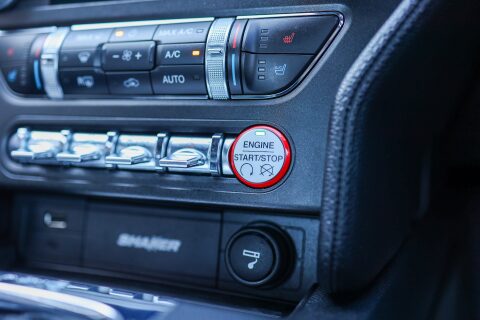 MAX A/C
A/C
AUTO
ENGINE
START/STOP
SHAKER